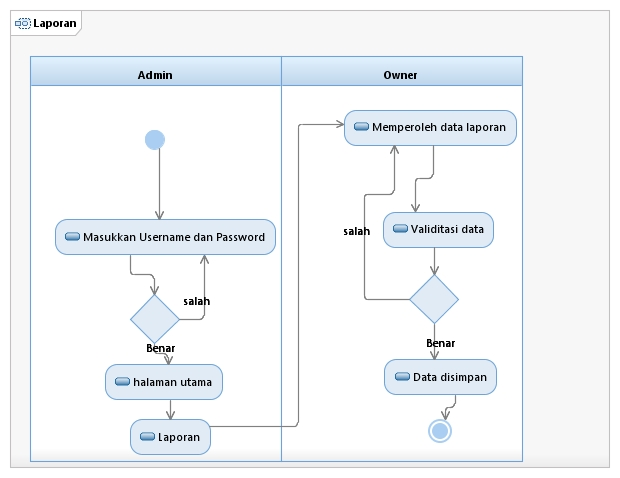 Laporan
Admin
Owner
Memperoleh data laporan
Masukkan Username dan Password
salah
Validitasi data
salah
Benar
Benar
halaman utama
Data disimpan
Laporan